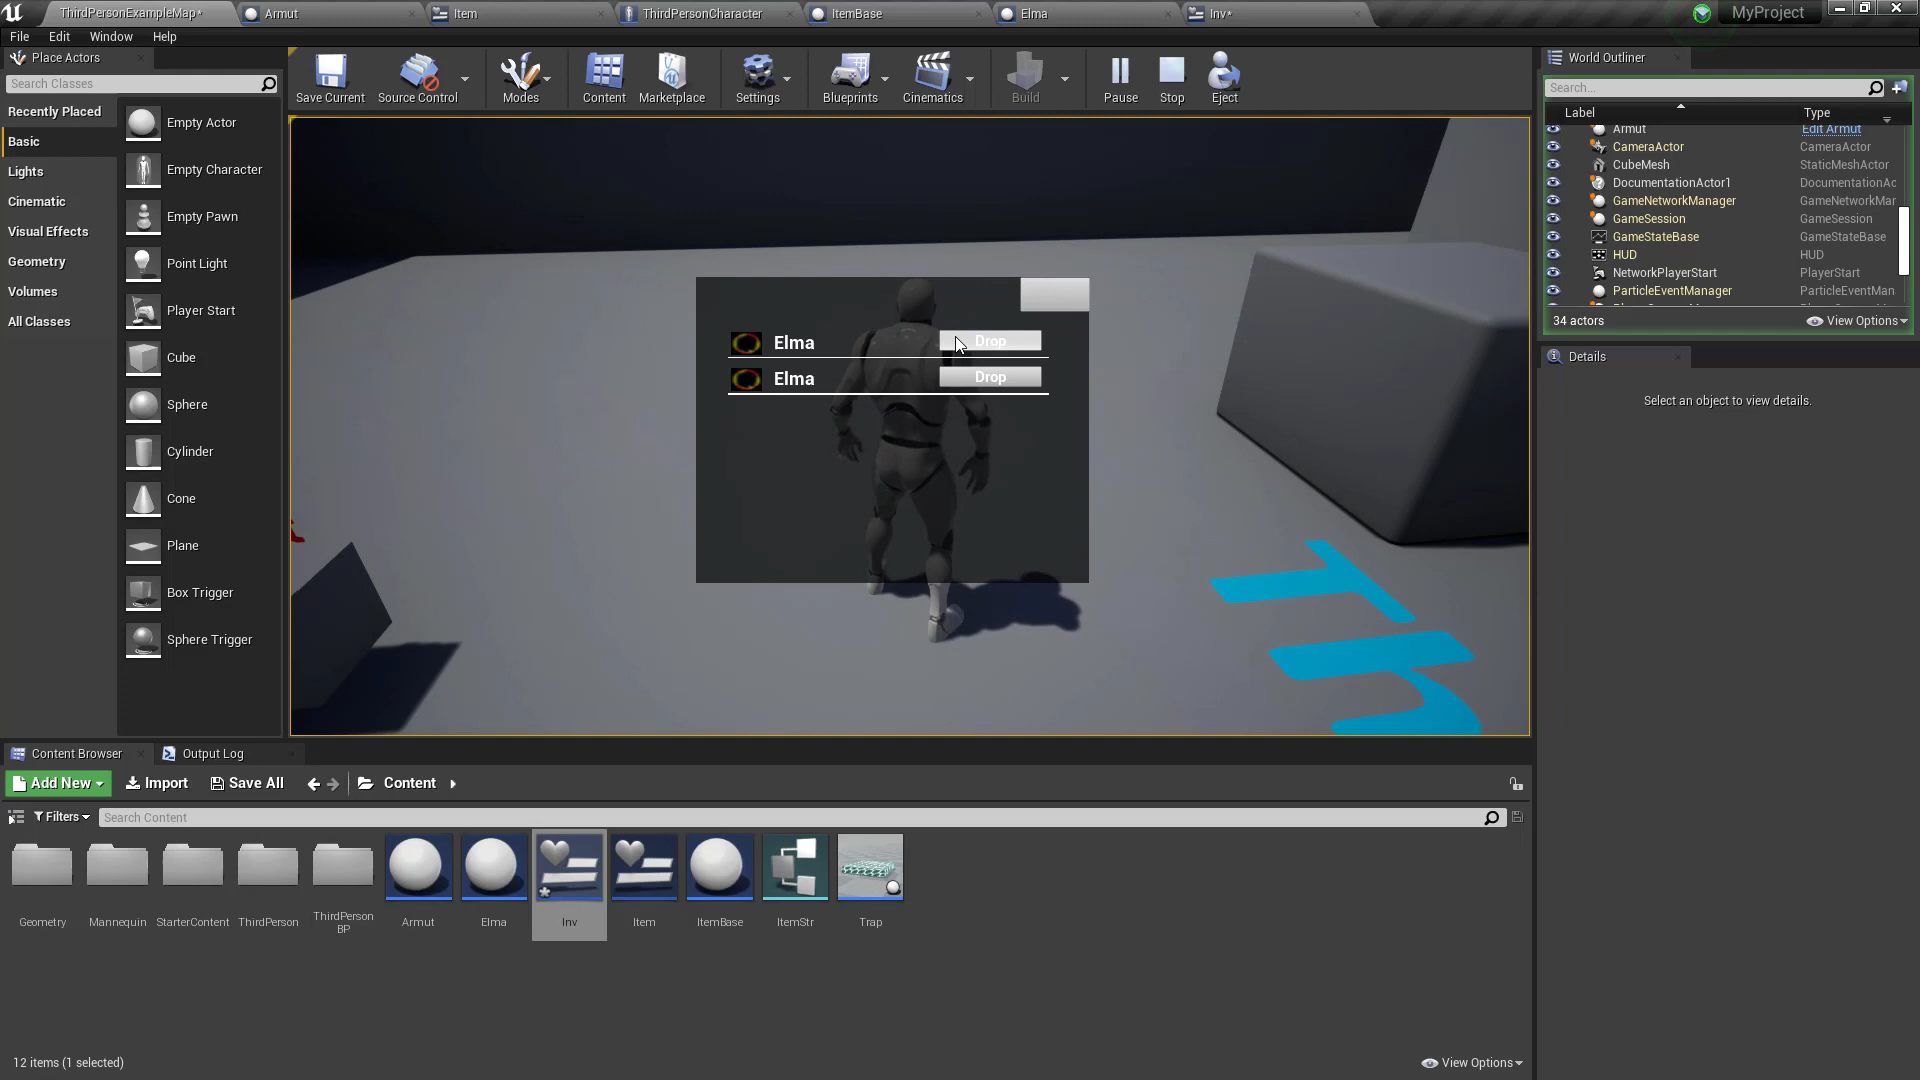 ThirdPersonExampleMap*
Armut
Item
ThirdPersonCharacter
ItemBase
Elma
Inv*
MyProject
File
Edit
Window
Help
Place Actors
Search Classes
Recently Placed
Basic
Lights
Cinematic
Visual Effects
Geometry
Volumes
All Classes
Empty Actor
Empty Character
Empty Pawn
Point Light
Player Start
Cube
Sphere
Cylinder
Cone
Plane
Box Trigger
Sphere Trigger
Save Current
Source Control
Modes
Content
Marketplace
Settings
Blueprints
Cinematics
Build
Pause
Stop
Eject
Elma
Drop
Elma
Drop
Th
World Outliner
Search...
Label
Type
Armut
Edit Armut
CameraActor
CameraActor
CubeMesh
StaticMeshActor
DocumentationActor1
DocumentationAc
GameNetworkManager
GameNetworkMar
GameSession
GameSession
GameStateBase
GameStateBase
HUD
HUD
NetworkPlayerStart
PlayerStart
ParticleEventManager
ParticleEventMan
34 actors
View Options
Details
Select an object to view details.
Content Browser
Output Log
Add New
Import
Save All
Content
Filters
Search Content
Geometry
Mannequin
StarterContent
ThirdPerson
ThirdPerson
BP
Armut
Elma
Inv
Item
ItemBase
ItemStr
Trap
12 items (1 selected)
View Options